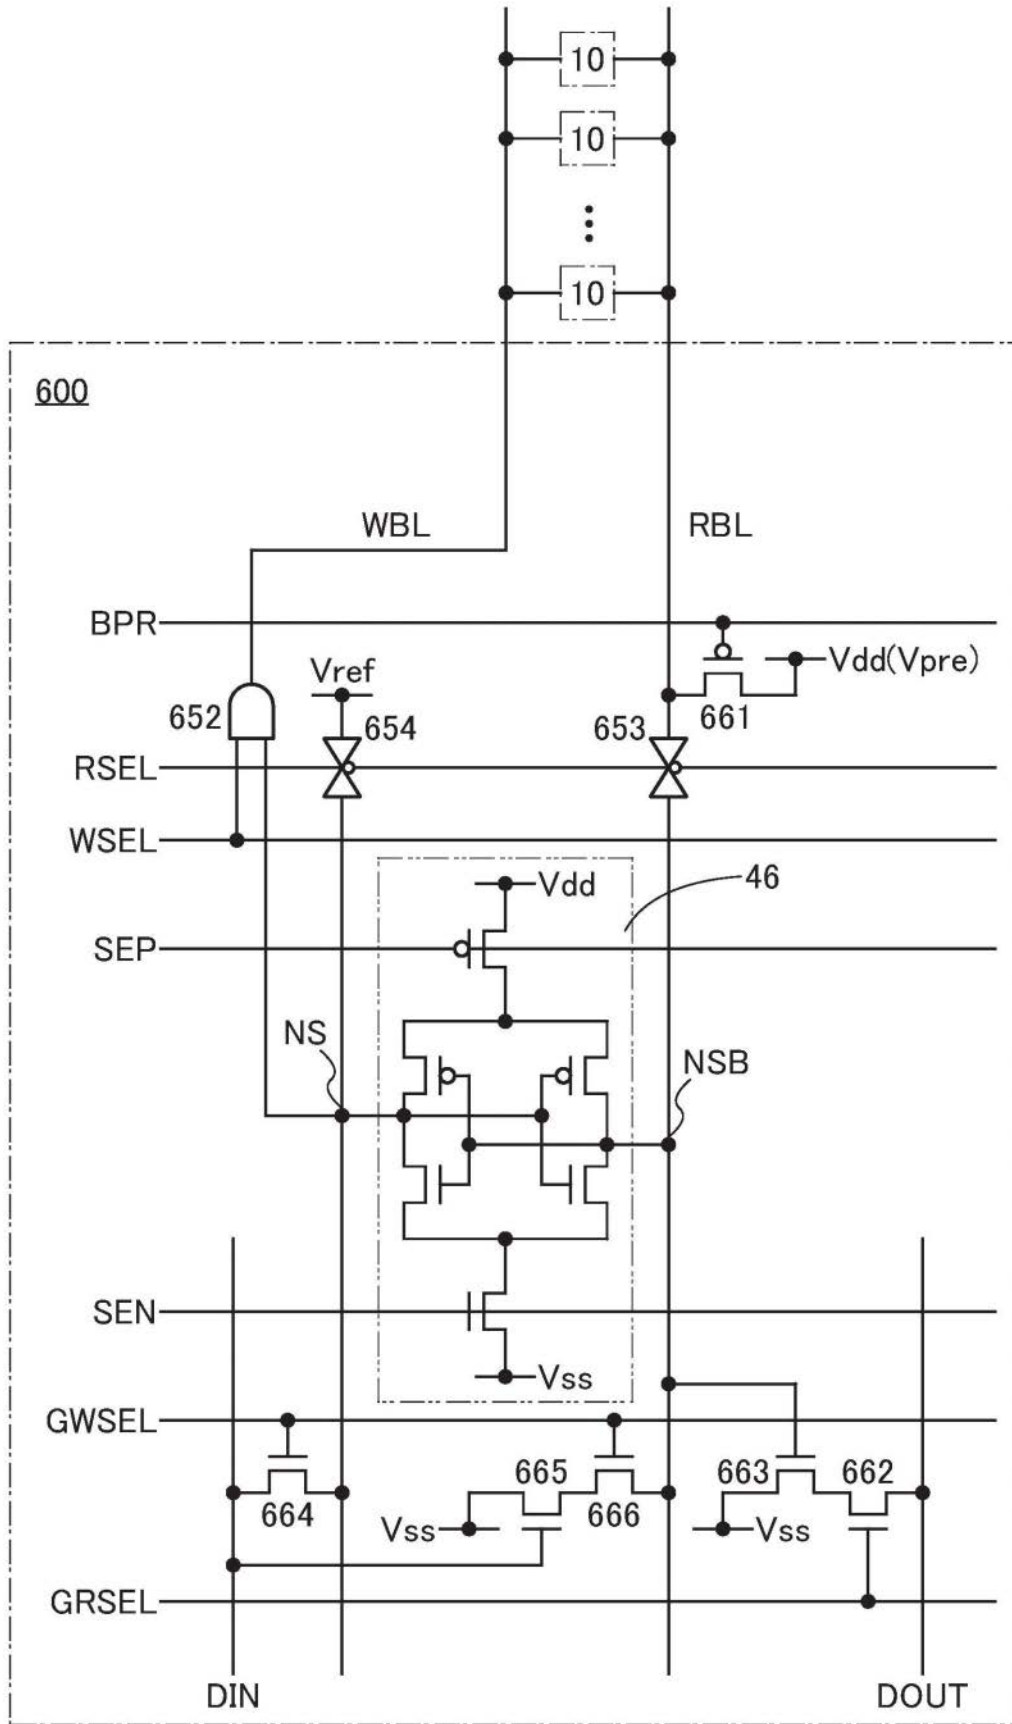 10
10
10
600
WBL
RBL
BPR
Vdd(Vpre)
Vref
661
652
654
653
RSEL
WSEL
Vdd
46
SEP
NS
NSB
SEN
Vss
GWSEL
665
663
662
664
666
Vss
Vss
GRSEL
DIN
DOUT